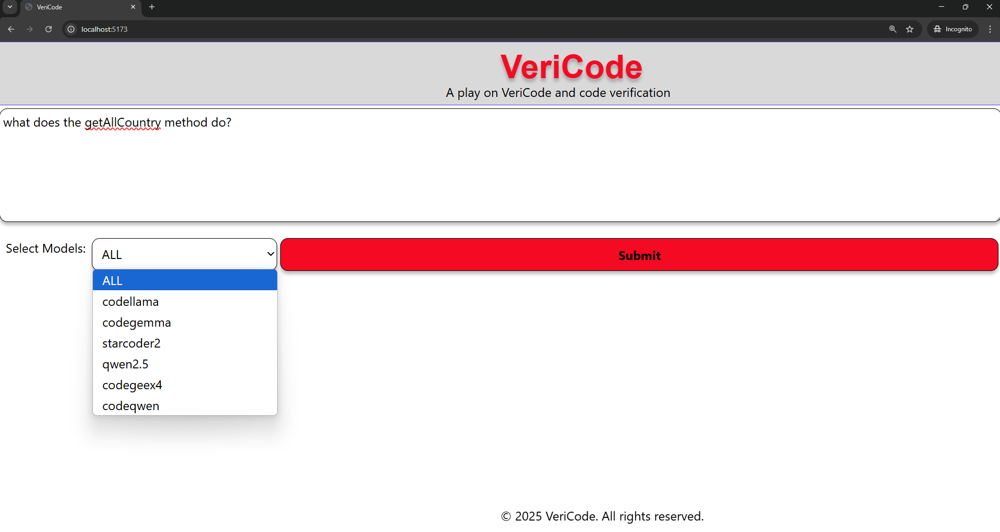 VeriCode
localhost:5173
Incognito
VeriCode
A play on VeriCode and code verification
what does the getAllCountry method do?
Select Models:
ALL
Submit
ALL
codellama
codegemma
starcoder2
qwen2.5
codegeex4
codeqwen
© 2025 VeriCode. All rights reserved.